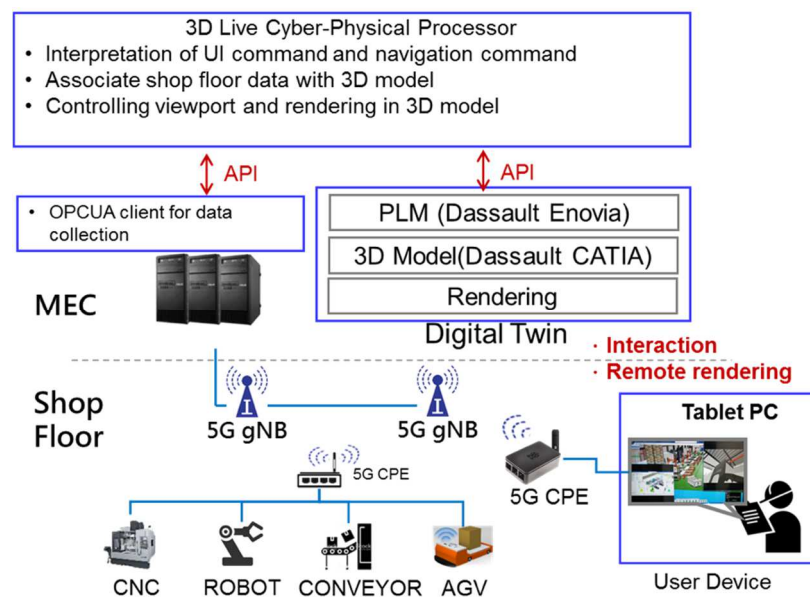 3D Live Cyber-Physical Processor
• Interpretation of UI command and navigation command
• Associate shop floor data with 3D model
• Controlling viewport and rendering in 3D model
API
API
• OPCUA client for data
collection
PLM (Dassault Enovia)
3D Model(Dassault CATIA)
Rendering
MEC
Digital Twin
· Interaction
· Remote rendering
Shop
Floor
5G gNB
5G gNB
Tablet PC
5G CPE
5G CPE
CNC
ROBOT
CONVEYOR
AGV
User Device